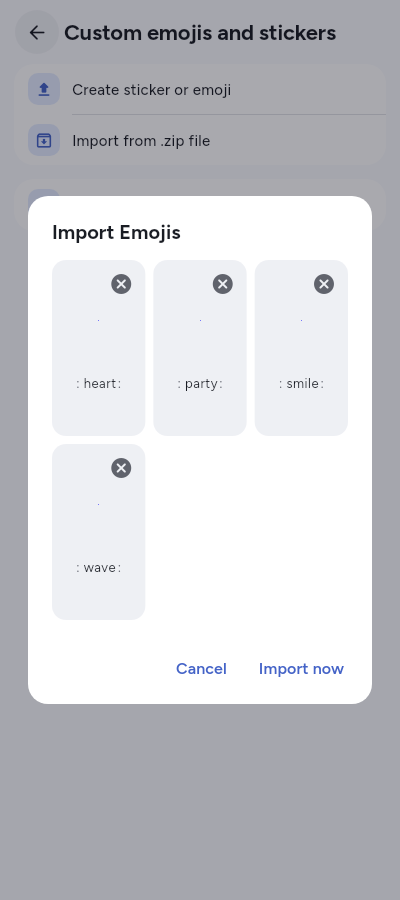 Custom emojis and stickers
Create sticker or emoji
Import from .zip file
Import Emojis
: heart :
: party :
: smile :
: wave :
Cancel
Import now